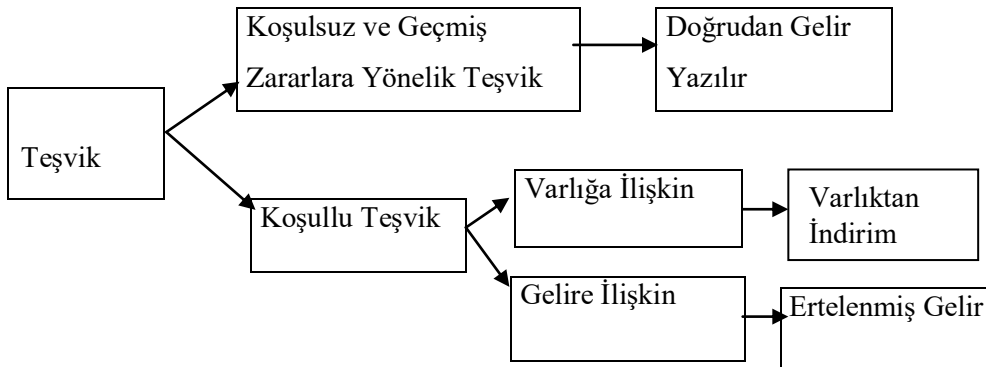 Koşulsuz ve Geçmiş
Zararlara Yönelik Teşvik
Doğrudan Gelir
Yazılır
Teşvik
Koşullu Teşvik
Varlığa İlişkin
Varlıktan
İndirim
Gelire İlişkin
Ertelenmiş Gelir